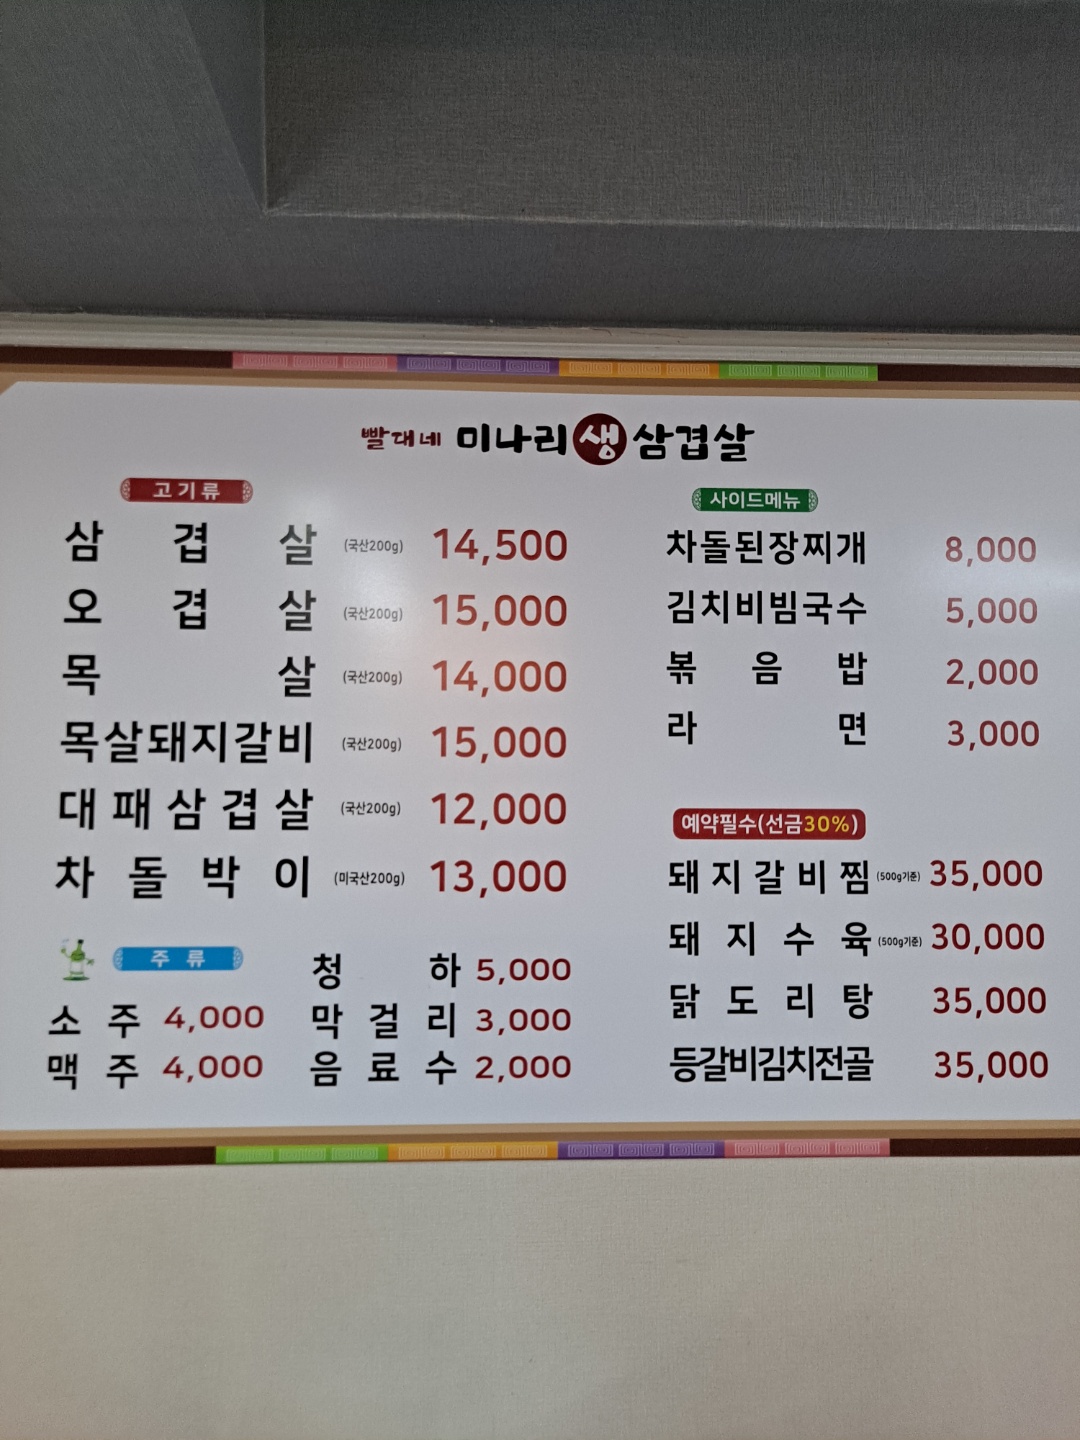 빨대네 미나리 생 삼겹살
고기류
삼겹살 (국산200g) 14,500
오겹살 (국산200g) 15,000
목살 (국산200g) 14,000
목살돼지갈비 (국산200g) 15,000
대패삼겹살 (국산200g) 12,000
차돌박이 (미국산200g) 13,000
주류
소주 4,000
맥주 4,000
청하 5,000
막걸리 3,000
음료수 2,000
사이드메뉴
차돌된장찌개 8,000
김치비빔국수 5,000
볶음밥 2,000
라면 3,000
예약필수(선금30%)
돼지갈비찜 (500g기준) 35,000
돼지수육 (500g기준) 30,000
닭도리탕 35,000
등갈비김치전골 35,000